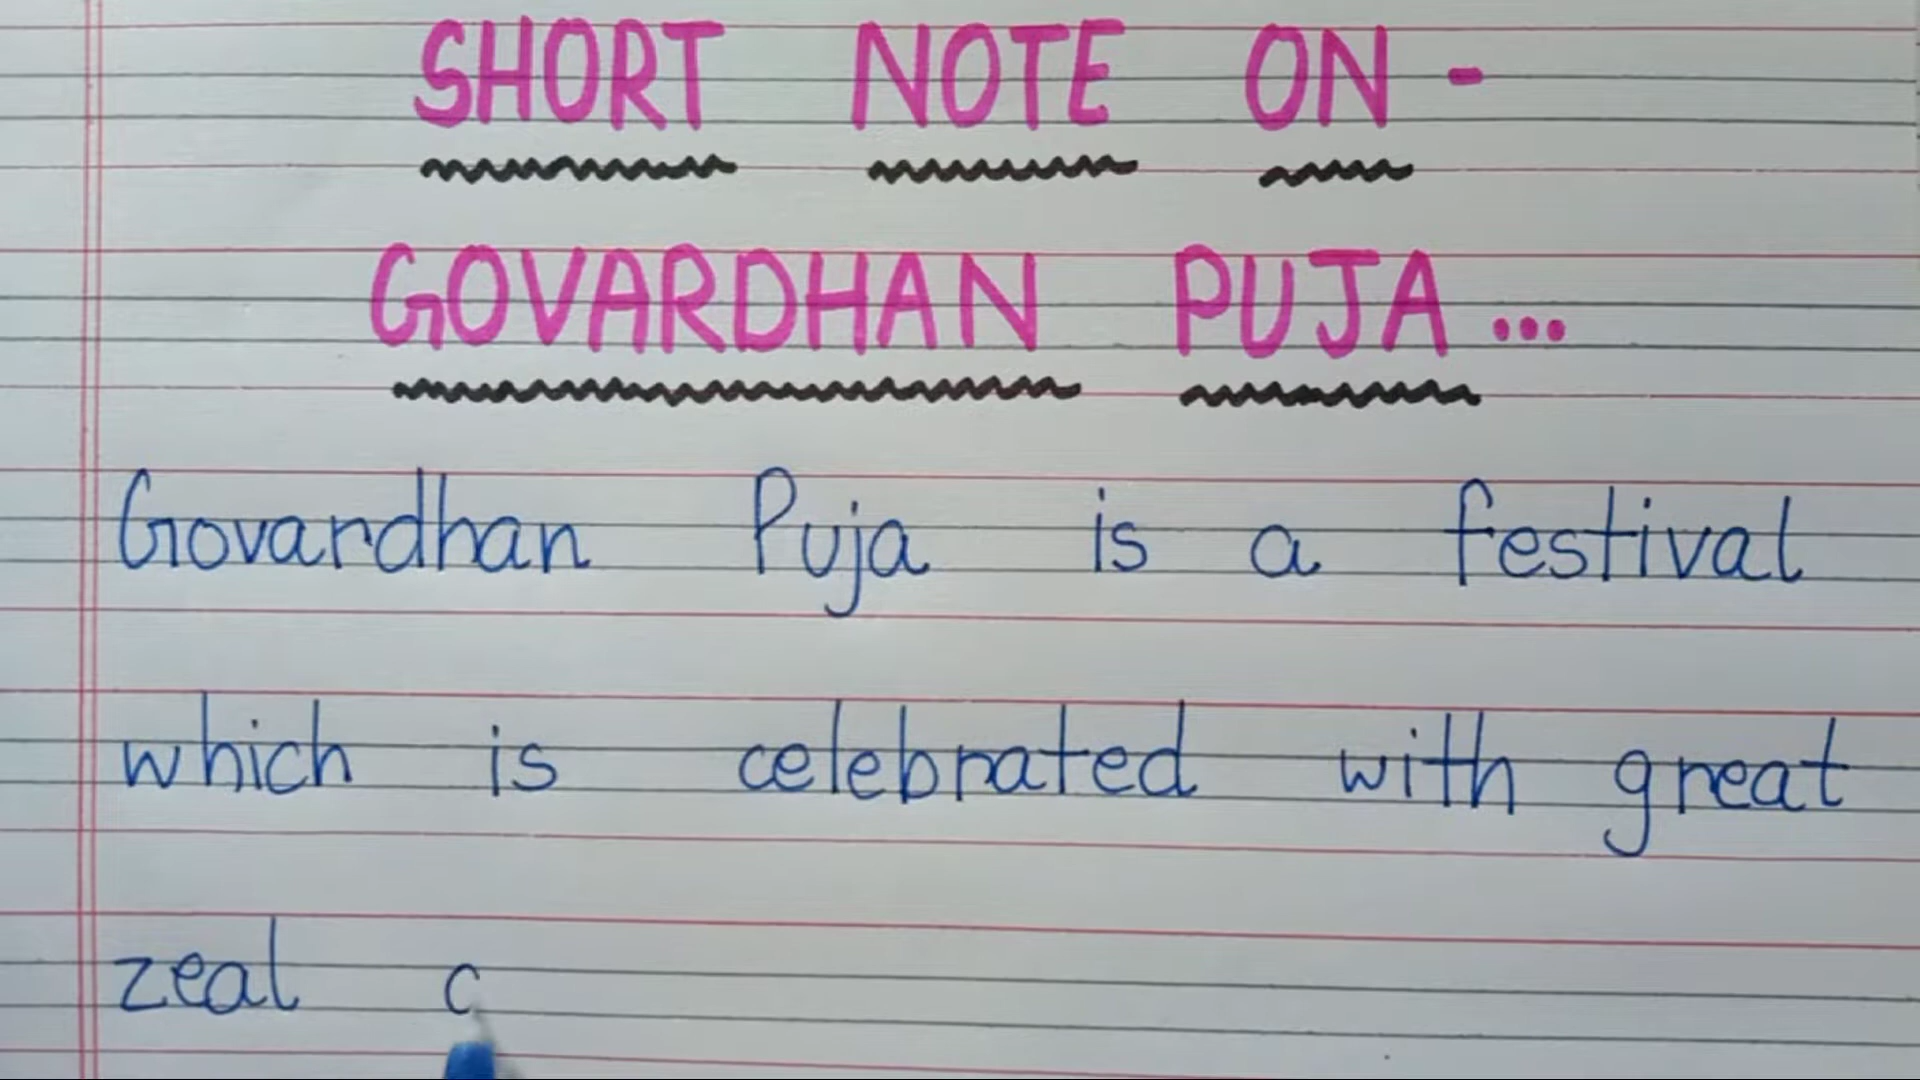 SHORT NOTE ON -
GOVARDHAN PUJA...
Govardhan Puja is a festival
which is celebrated with great
zeal